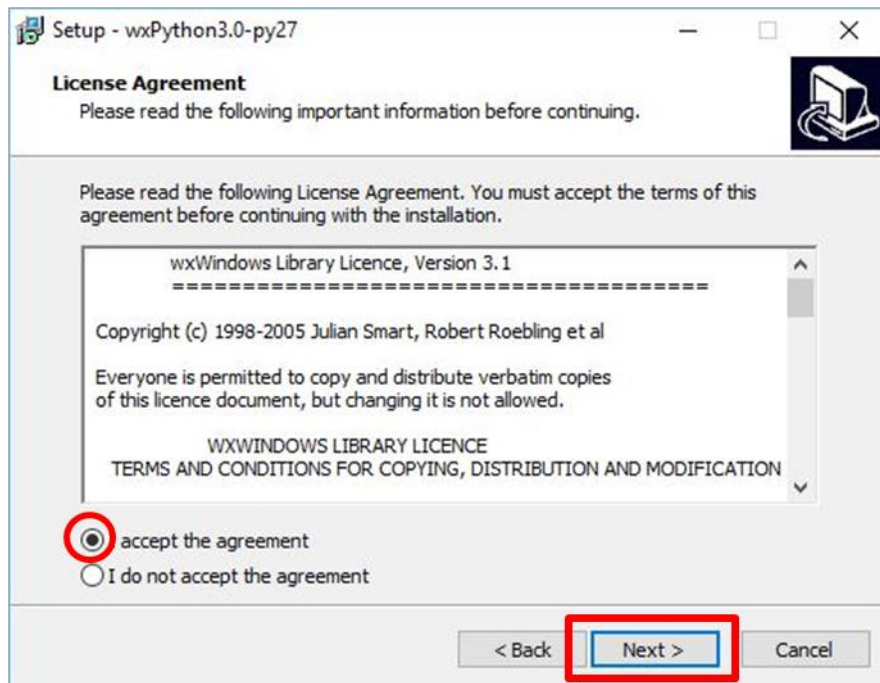 Setup - wxPython3.0-py27
License Agreement
Please read the following important information before continuing.
Please read the following License Agreement. You must accept the terms of this
agreement before continuing with the installation.
wxWindows Library Licence, Version 3.1
======================================
Copyright (c) 1998-2005 Julian Smart, Robert Roebling et al
Everyone is permitted to copy and distribute verbatim copies
of this licence document, but changing it is not allowed.
WXWINDOWS LIBRARY LICENCE
TERMS AND CONDITIONS FOR COPYING, DISTRIBUTION AND MODIFICATION
accept the agreement
I do not accept the agreement
< Back
Next >
Cancel